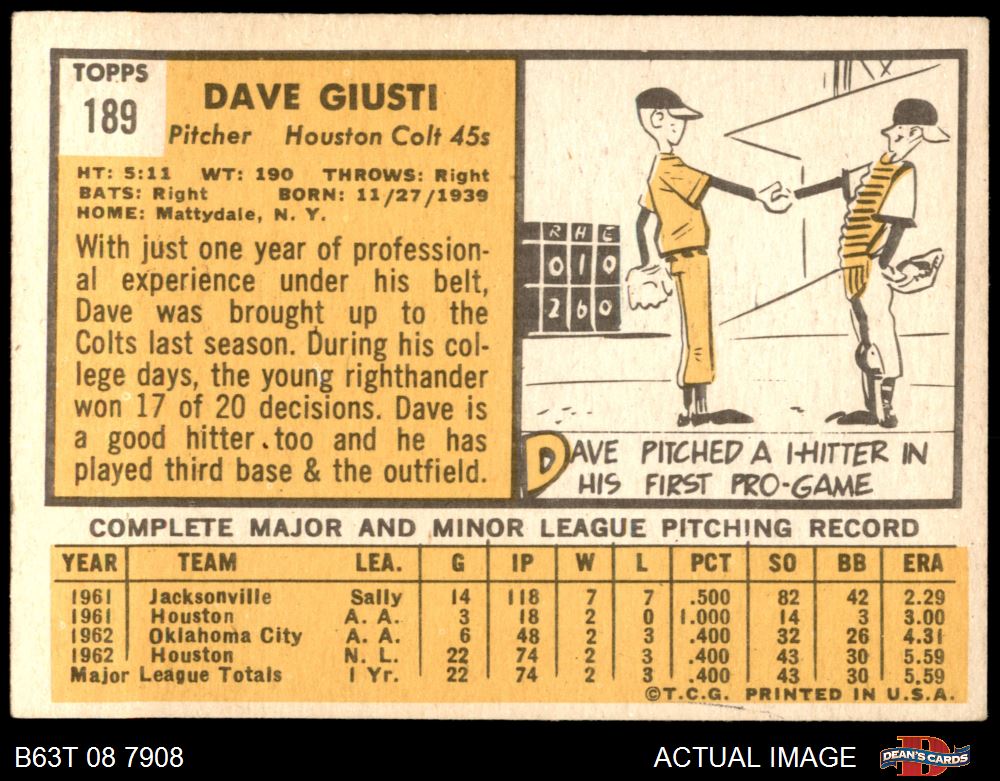 TOPPS
189
DAVE GIUSTI
Pitcher Houston Colt 45s
HT: 5:11 WT: 190 THROWS: Right
BATS: Right BORN: 11/27/1939
HOME: Mattydale, N. Y.
With just one year of profession-
al experience under his belt,
Dave was brought up to the
Colts last season. During his col-
lege days, the young righthander
won 17 of 20 decisions. Dave is
a good hitter.too and he has
played third base & the outfield.
R H E
0 1 0
2 6 0
DAVE PITCHED A 1-HITTER IN
HIS FIRST PRO-GAME
COMPLETE MAJOR AND MINOR LEAGUE PITCHING RECORD
YEAR TEAM LEA. G IP W L PCT SO BB ERA
1961 Jacksonville Sally 14 118 7 7 .500 82 42 2.29
1961 Houston A. A. 3 18 2 0 1.000 14 3 3.00
1962 Oklahoma City A. A. 6 48 2 3 .400 32 26 4.31
1962 Houston N. L. 22 74 2 3 .400 43 30 5.59
Major League Totals 1 Yr. 22 74 2 3 .400 43 30 5.59
©T.C.G. PRINTED IN U.S.A.
B63T 08 7908 ACTUAL IMAGE DEAN'S CARDS